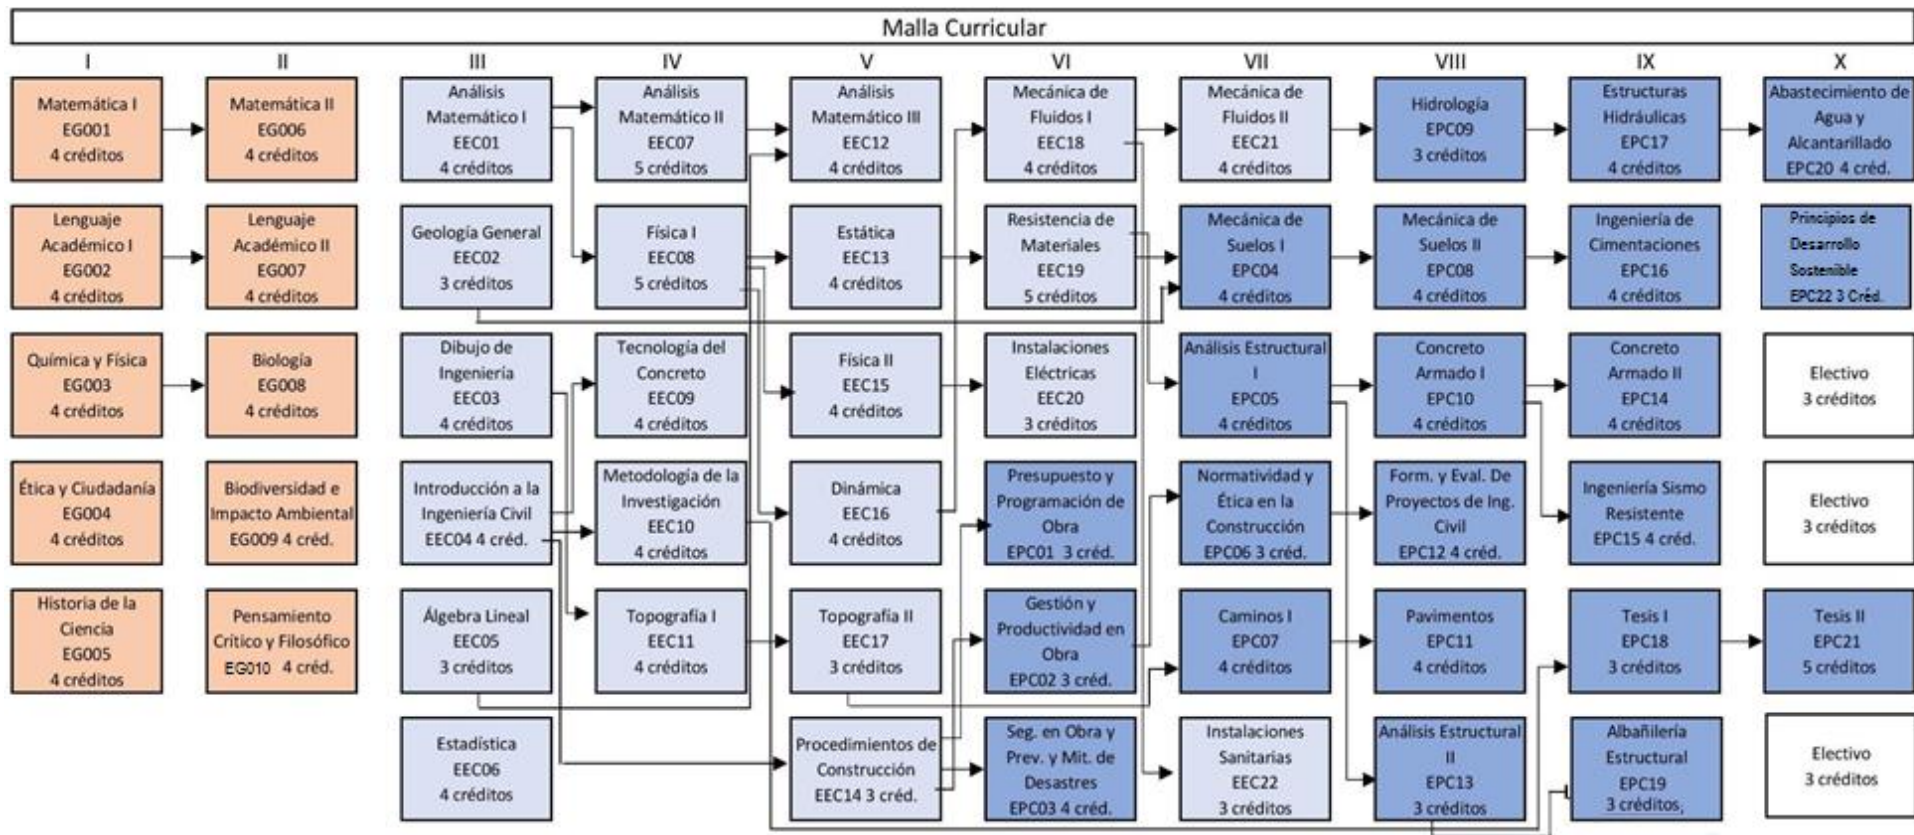 Malla Curricular
I
II
III
IV
V
VI
VII
VIII
IX
X
Matemática I
EG001
4 créditos
Matemática II
EG006
4 créditos
Análisis
Matemático I
EEC01
4 créditos
Análisis
Matemático II
EEC07
5 créditos
Análisis
Matemático III
EEC12
4 créditos
Mecánica de
Fluidos I
EEC18
4 créditos
Mecánica de
Fluidos II
EEC21
4 créditos
Hidrología
EPC09
3 créditos
Estructuras
Hidráulicas
EPC17
4 créditos
Abastecimiento de
Agua y
Alcantarillado
EPC20 4 créd.
Lenguaje
Académico I
EG002
4 créditos
Lenguaje
Académico II
EG007
4 créditos
Geología General
EEC02
3 créditos
Física I
EEC08
5 créditos
Estática
EEC13
4 créditos
Resistencia de
Materiales
EEC19
5 créditos
Mecánica de
Suelos I
EPC04
4 créditos
Mecánica de
Suelos II
EPC08
4 créditos
Ingeniería de
Cimentaciones
EPC16
4 créditos
Principios de
Desarrollo
Sostenible
EPC22 3 Créd.
Química y Física
EG003
4 créditos
Biología
EG008
4 créditos
Dibujo de
Ingeniería
EEC03
4 créditos
Tecnología del
Concreto
EEC09
4 créditos
Física II
EEC15
4 créditos
Instalaciones
Eléctricas
EEC20
3 créditos
Análisis Estructural
I
EPC05
4 créditos
Concreto
Armado I
EPC10
4 créditos
Concreto
Armado II
EPC14
4 créditos
Electivo
3 créditos
Ética y Ciudadanía
EG004
4 créditos
Biodiversidad e
Impacto Ambiental
EG009 4 créd.
Introducción a la
Ingeniería Civil
EEC04 4 créd.
Metodología de la
Investigación
EEC10
4 créditos
Dinámica
EEC16
4 créditos
Presupuesto y
Programación de
Obra
EPC01 3 créd.
Normatividad y
Ética en la
Construcción
EPC06 3 créd.
Form. y Eval. De
Proyectos de Ing.
Civil
EPC12 4 créd.
Ingeniería Sismo
Resistente
EPC15 4 créd.
Electivo
3 créditos
Historia de la
Ciencia
EG005
4 créditos
Pensamiento
Crítico y Filosófico
EG010 4 créd.
Álgebra Lineal
EEC05
3 créditos
Topografía I
EEC11
4 créditos
Topografía II
EEC17
3 créditos
Gestión y
Productividad en
Obra
EPC02 3 créd.
Caminos I
EPC07
4 créditos
Pavimentos
EPC11
4 créditos
Tesis I
EPC18
3 créditos
Tesis II
EPC21
5 créditos
Estadística
EEC06
4 créditos
Procedimientos de
Construcción
EEC14 3 créd.
Seg. en Obra y
Prev. y Mit. de
Desastres
EPC03 4 créd.
Instalaciones
Sanitarias
EEC22
3 créditos
Análisis Estructural
II
EPC13
3 créditos
Albañilería
Estructural
EPC19
3 créditos,
Electivo
3 créditos